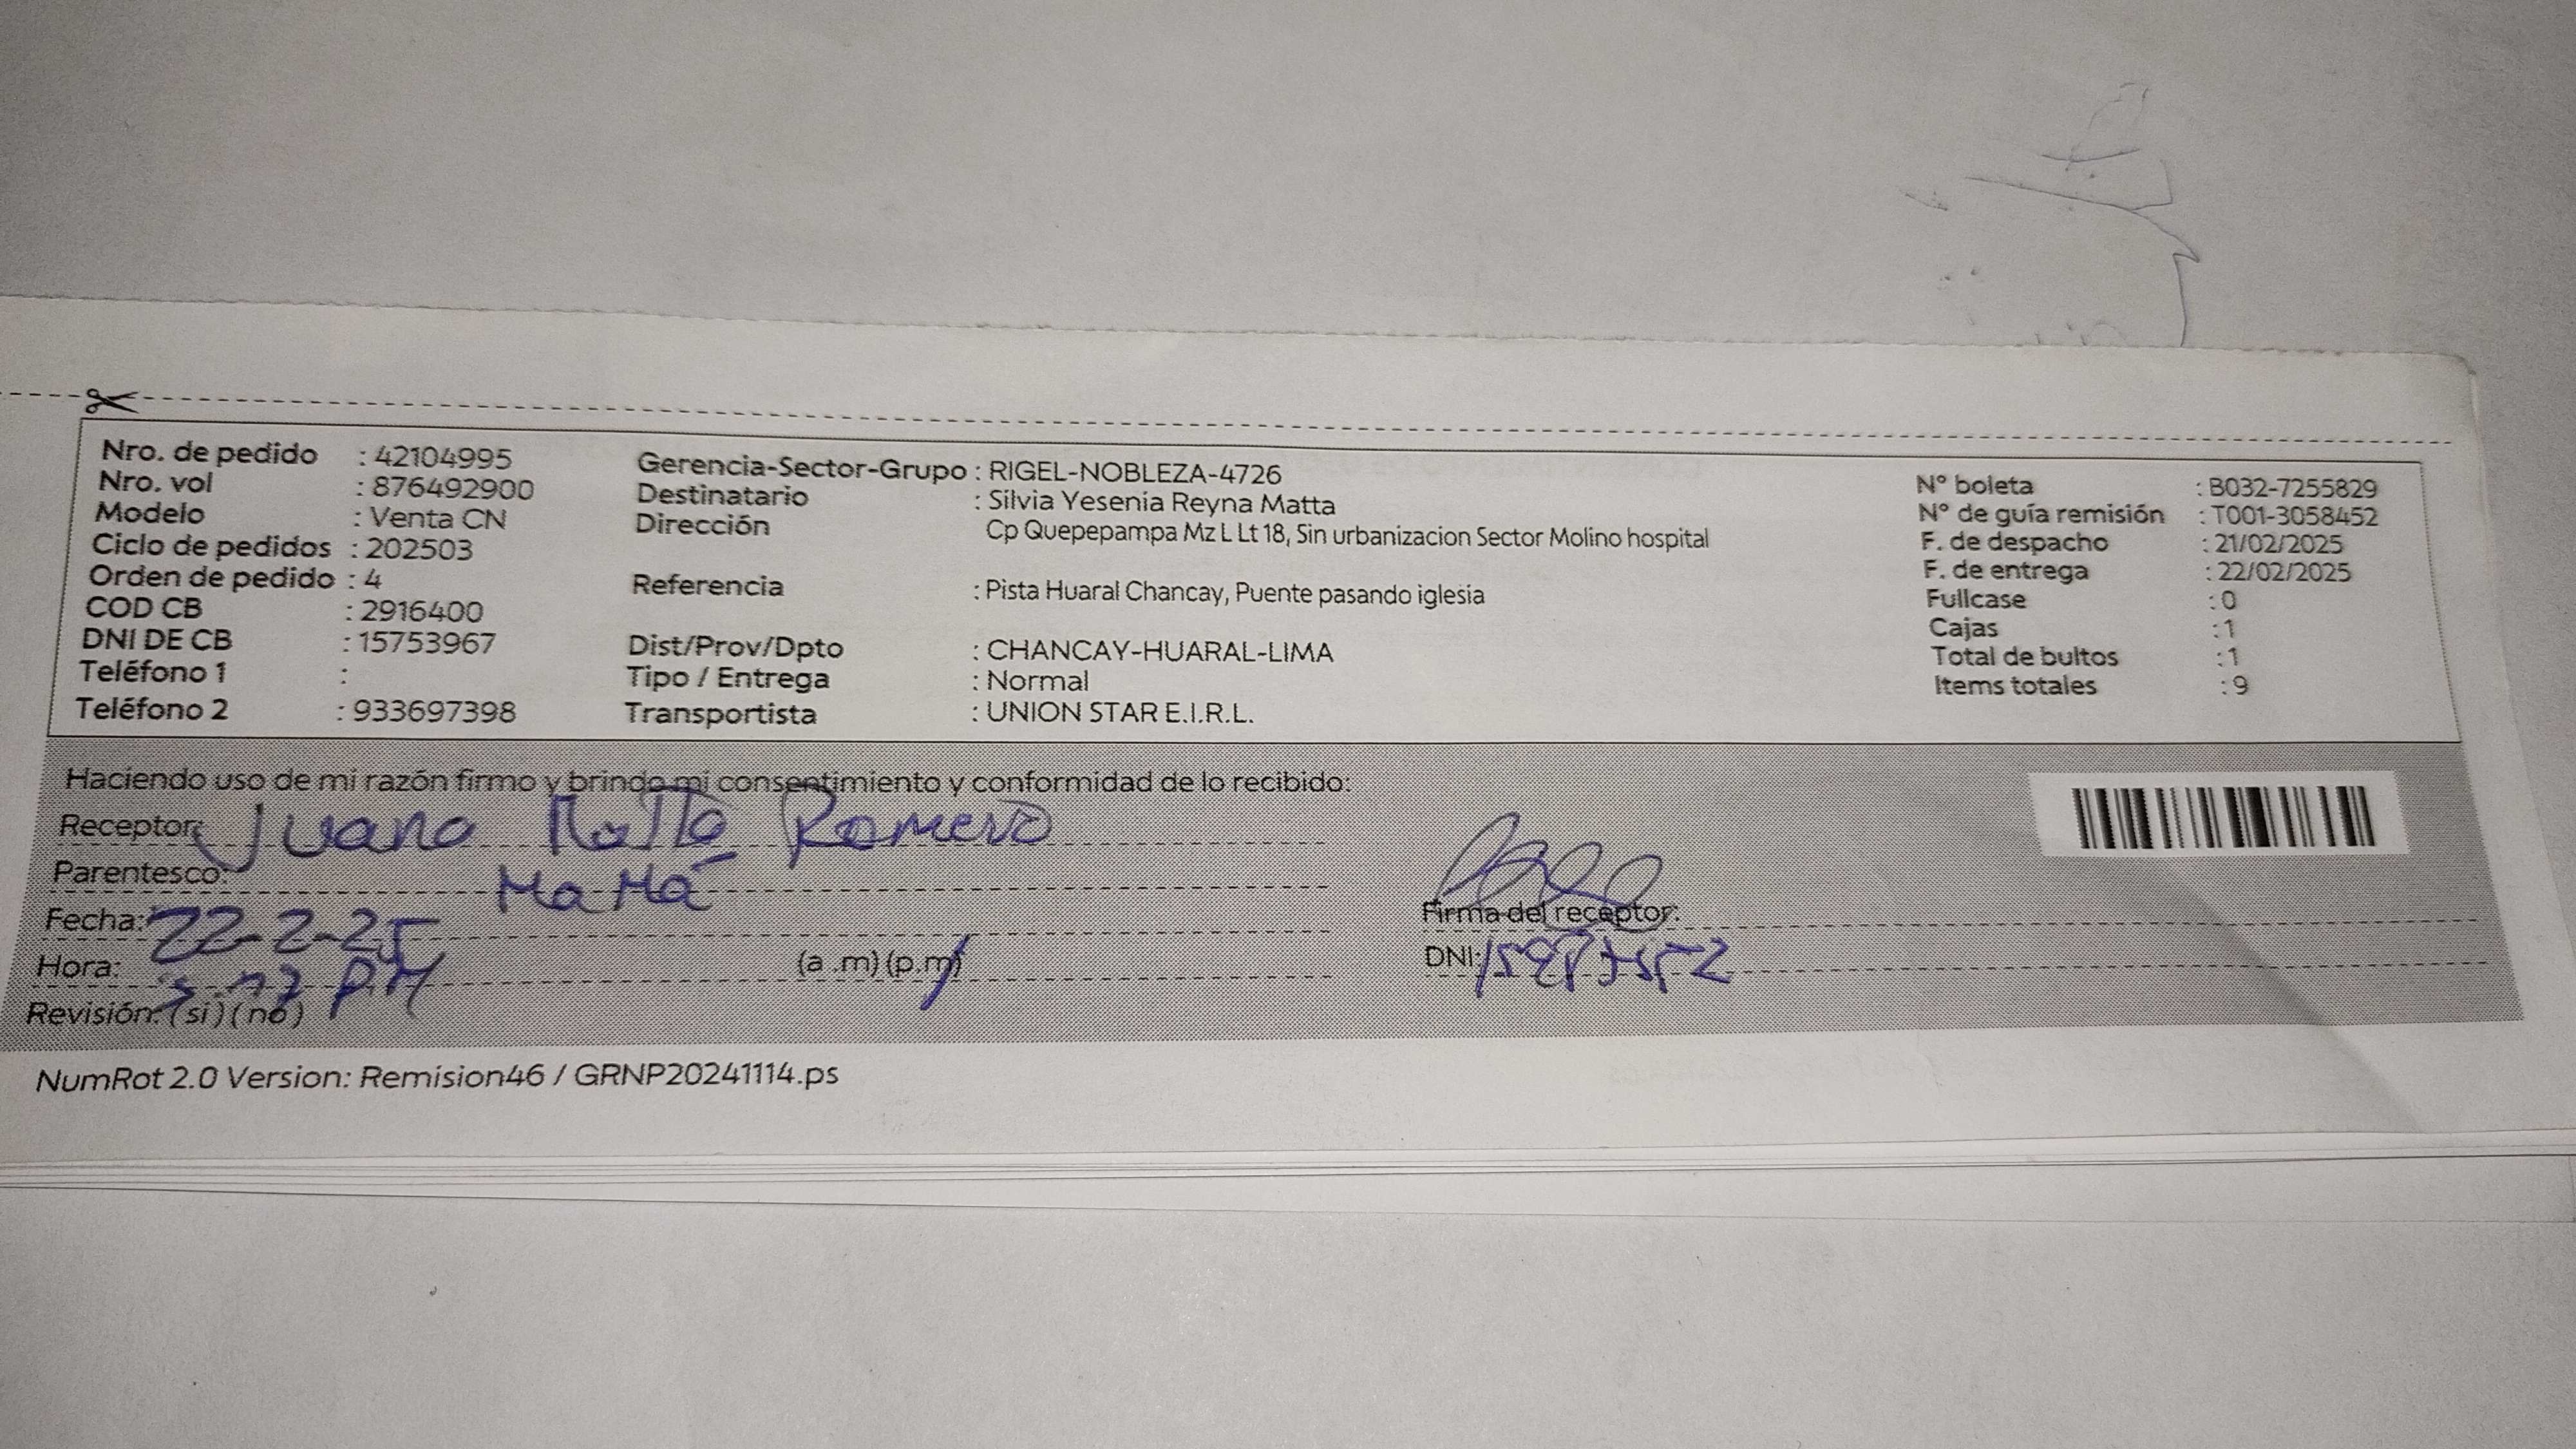 Nro. de pedido : 42104995
Nro. vol : 876492900
Modelo : Venta CN
Ciclo de pedidos : 202503
Orden de pedido : 4
COD CB : 2916400
DNI DE CB : 15753967
Teléfono 1 :
Teléfono 2 : 933697398
Gerencia-Sector-Grupo : RIGEL-NOBLEZA-4726
Destinatario : Silvia Yesenia Reyna Matta
Dirección Cp Quepepampa Mz L Lt 18, Sin urbanizacion Sector Molino hospital
Referencia : Pista Huaral Chancay, Puente pasando iglesia
Dist/Prov/Dpto : CHANCAY-HUARAL-LIMA
Tipo / Entrega : Normal
Transportista : UNION STAR E.I.R.L.
N° boleta : B032-7255829
N° de guía remisión : T001-3058452
F. de despacho : 21/02/2025
F. de entrega : 22/02/2025
Fullcase : 0
Cajas : 1
Total de bultos : 1
Items totales : 9
Haciendo uso de mi razón firmo y brindo mi consentimiento y conformidad de lo recibido:
Receptor: Juana Matta Romero
Parentesco: Mamá
Fecha: 22-2-25
Hora: P.M (a .m) (p.m)
Revisión: (si) (no)
Firma del receptor:
DNI:
NumRot 2.0 Version: Remision46 / GRNP20241114.ps